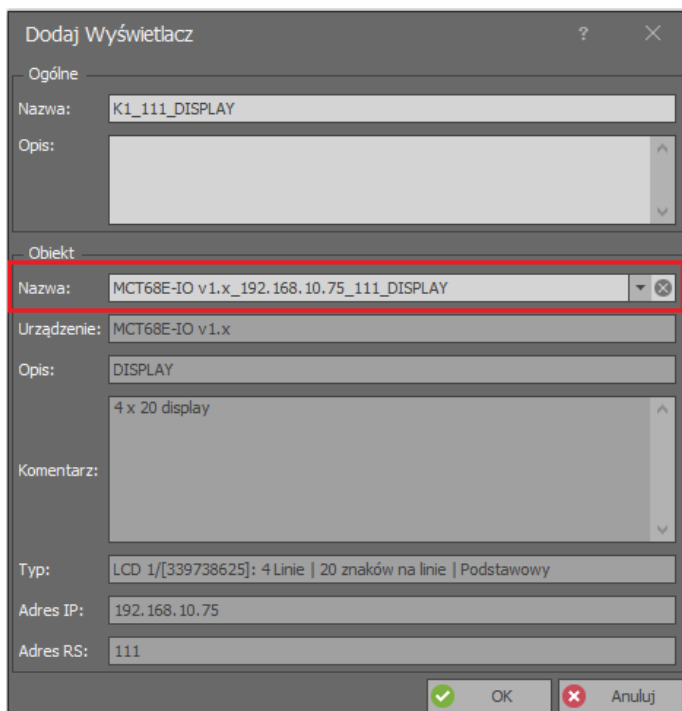 Dodaj Wyświetlacz
?
Ogólne
Nazwa: K1_111_DISPLAY
Opis:
Obiekt
Nazwa: MCT68E-IO v1.x_192.168.10.75_111_DISPLAY
Urządzenie: MCT68E-IO v1.x
Opis: DISPLAY
4 x 20 display
Komentarz:
Typ: LCD 1/[339738625]: 4 Linie | 20 znaków na linie | Podstawowy
Adres IP: 192.168.10.75
Adres RS: 111
OK Anuluj